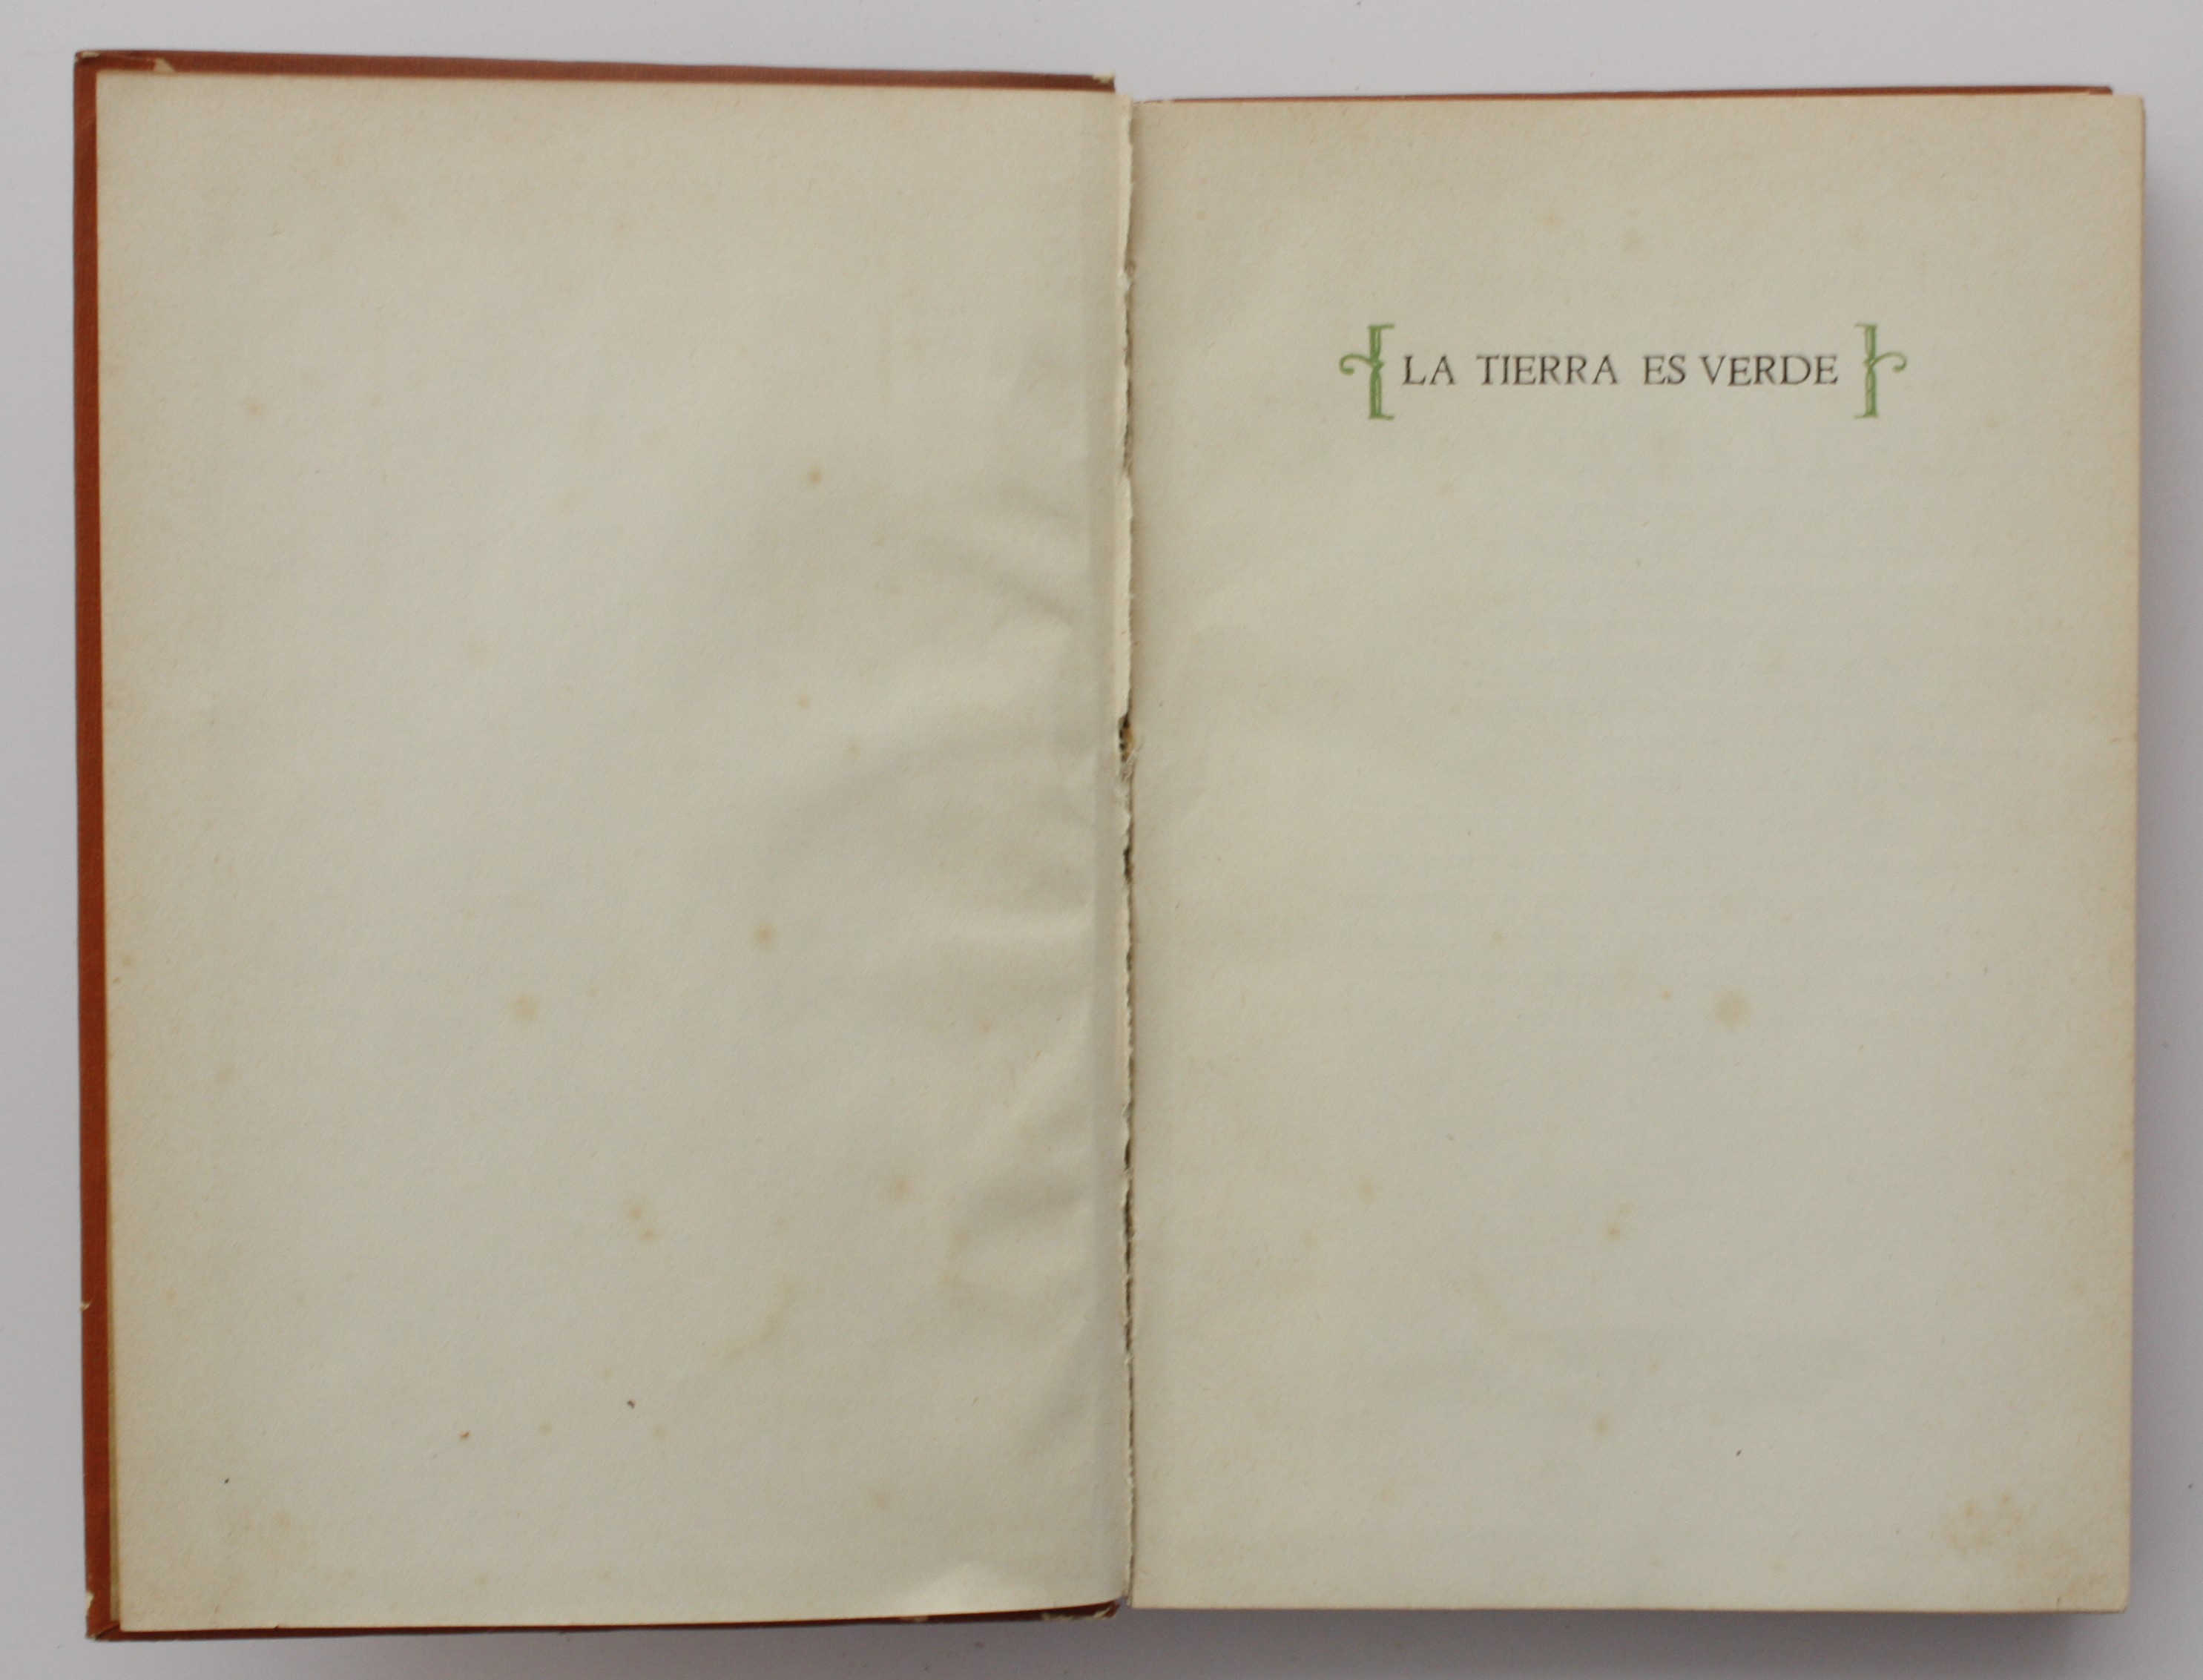 LA TIERRA ES VERDE